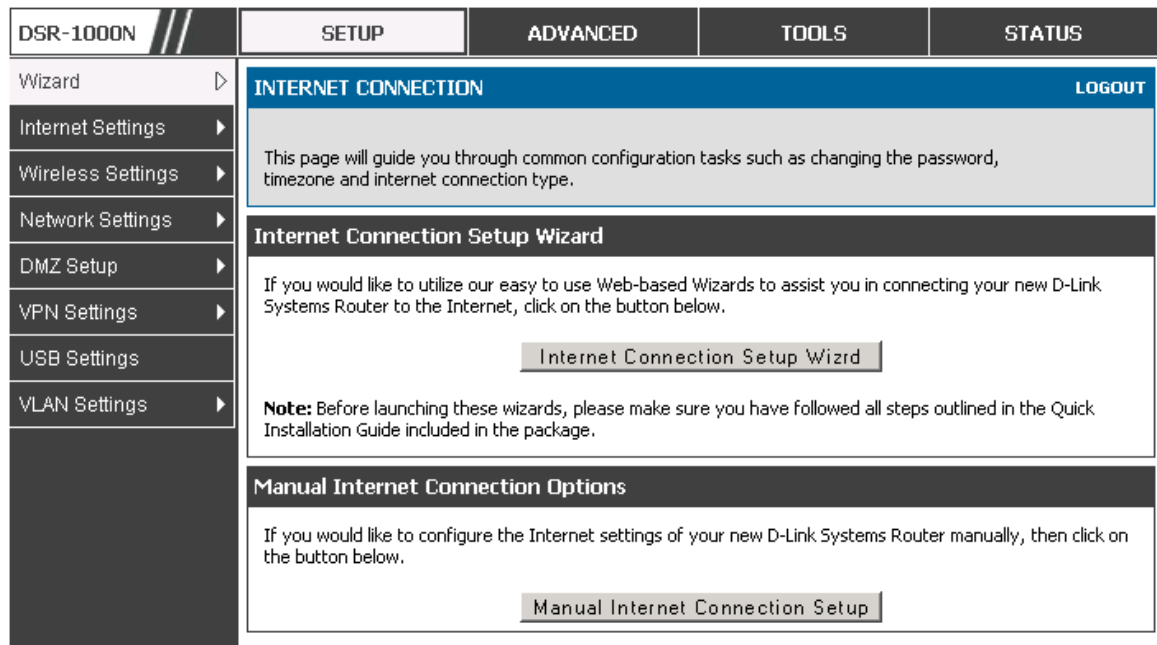 DSR-1000N
SETUP
ADVANCED
TOOLS
STATUS
Wizard
Internet Settings
Wireless Settings
Network Settings
DMZ Setup
VPN Settings
USB Settings
VLAN Settings
INTERNET CONNECTION
LOGOUT
This page will guide you through common configuration tasks such as changing the password,
timezone and internet connection type.
Internet Connection Setup Wizard
If you would like to utilize our easy to use Web-based Wizards to assist you in connecting your new D-Link
Systems Router to the Internet, click on the button below.
Internet Connection Setup Wizrd
Note: Before launching these wizards, please make sure you have followed all steps outlined in the Quick
Installation Guide included in the package.
Manual Internet Connection Options
If you would like to configure the Internet settings of your new D-Link Systems Router manually, then click on
the button below.
Manual Internet Connection Setup